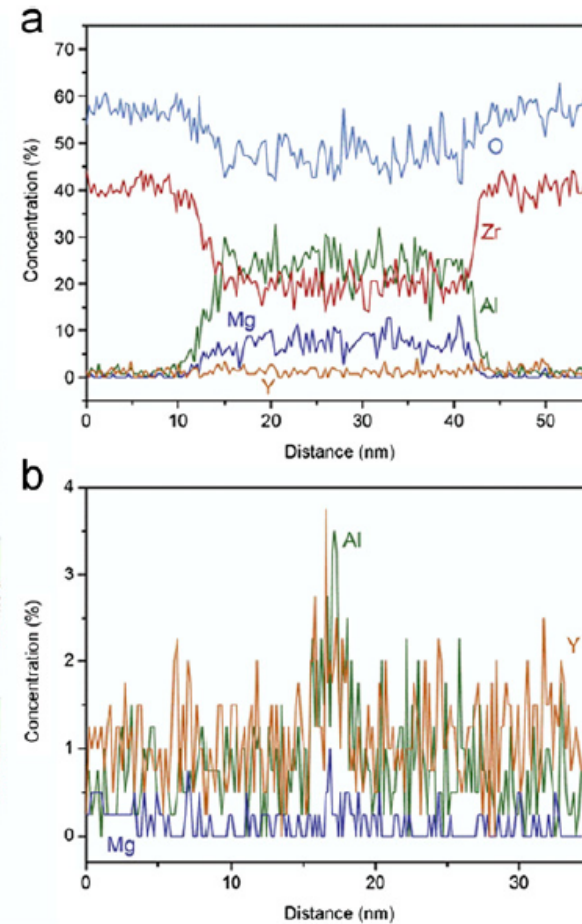 a
70
60
50
40
30
20
10
0
Concentration (%)
O
Zr
Al
Mg
Y
0 10 20 30 40 50
Distance (nm)
b
4
3
2
1
0
Concentration (%)
Al
Y
Mg
0 10 20 30
Distance (nm)